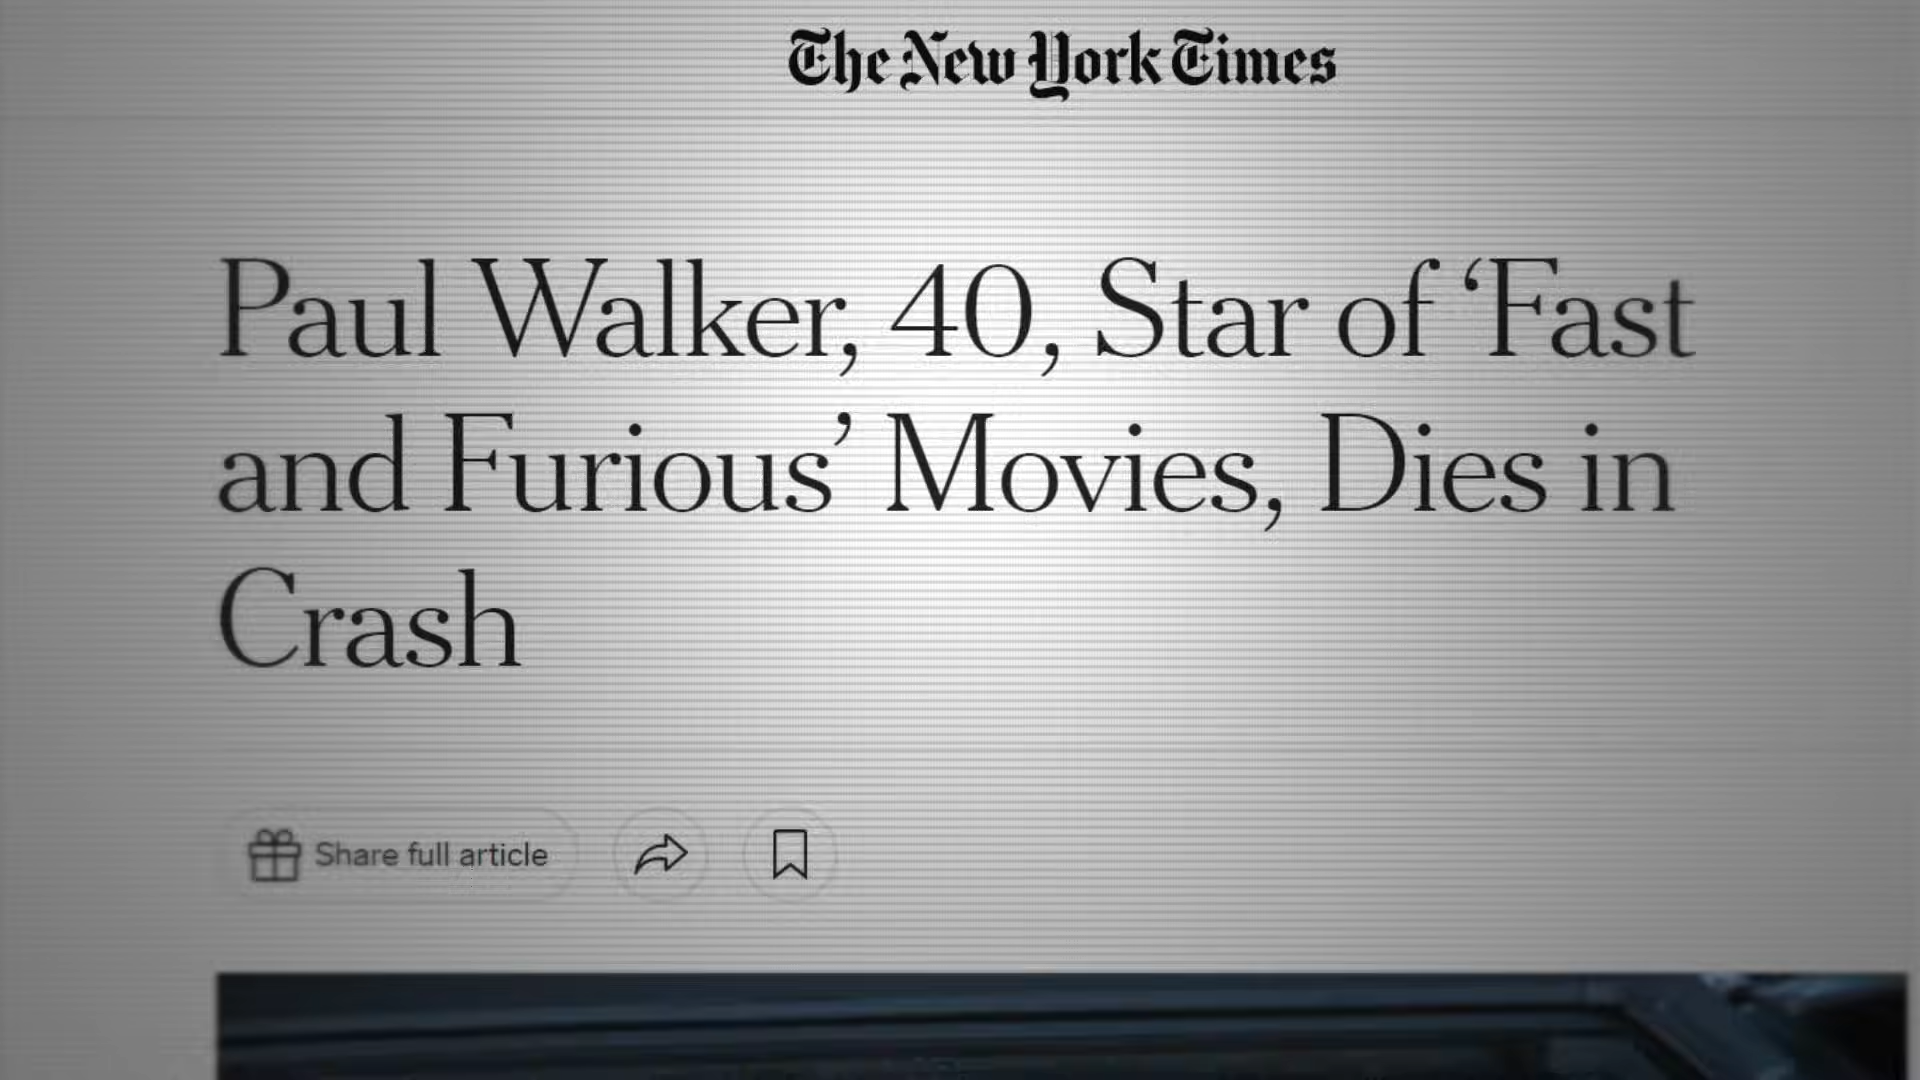 The New York Times
Paul Walker, 40, Star of ‘Fast
and Furious’ Movies, Dies in
Crash
Share full article